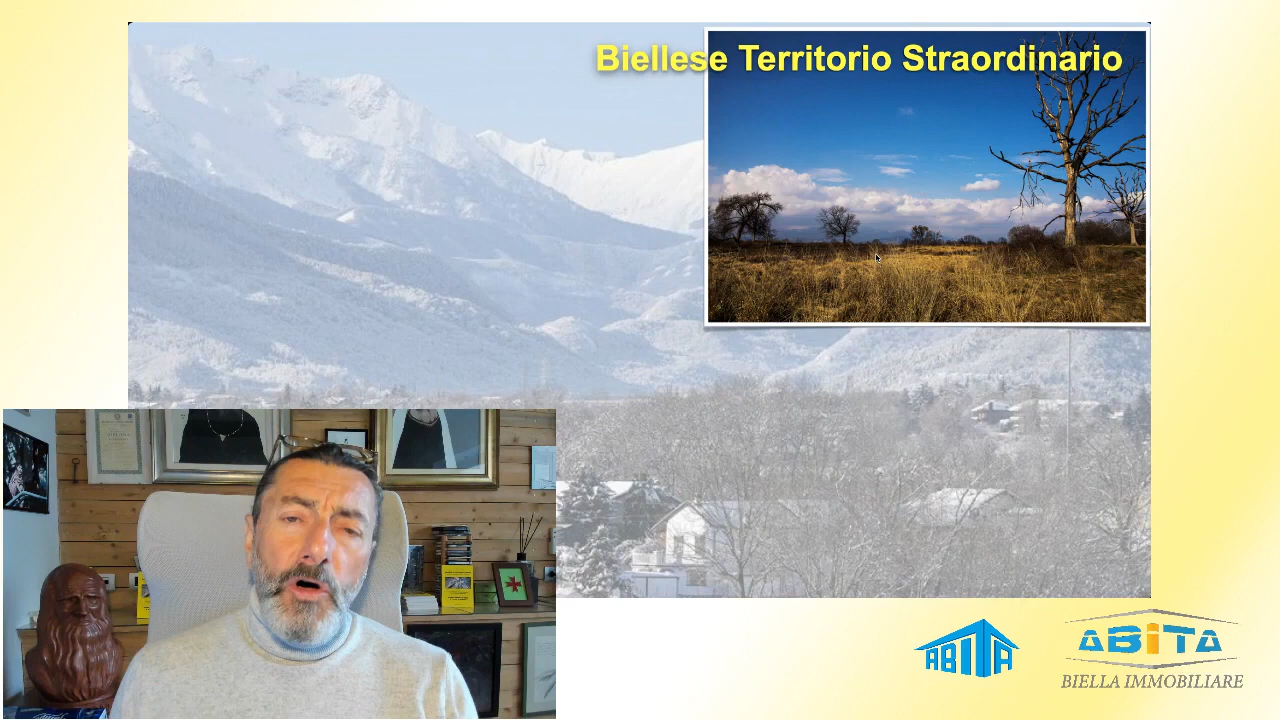 Biellese Territorio Straordinario
ABITA
ABiTA
BIELLA IMMOBILIARE